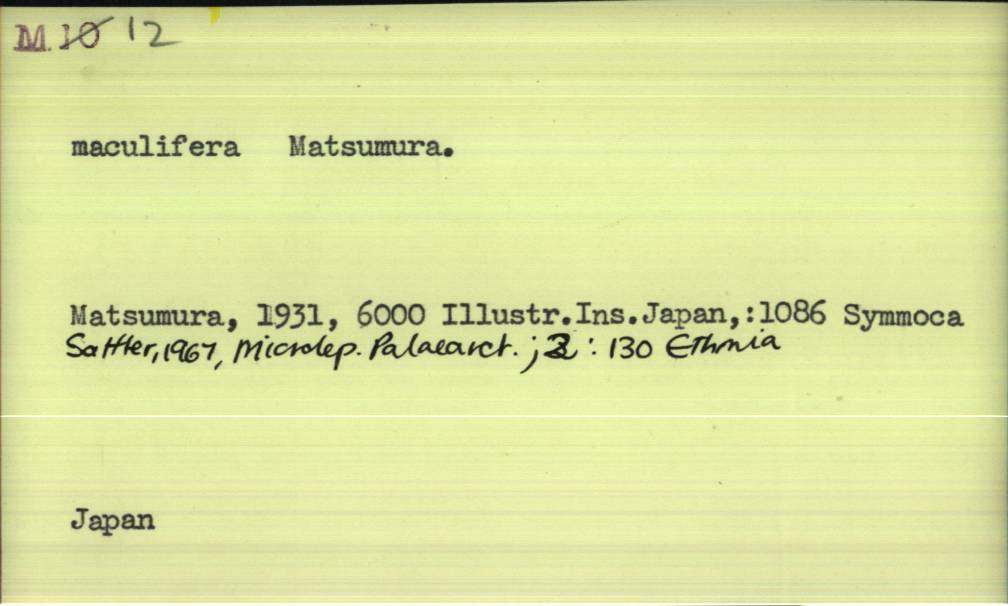 M. 10 12
maculifera Matsumura.
Matsumura, 1931, 6000 Illustr.Ins.Japan,:1086 Symmoca
Sattler, 1967, Microlep. Palaearct. ; 2 : 130 Ethmia
Japan